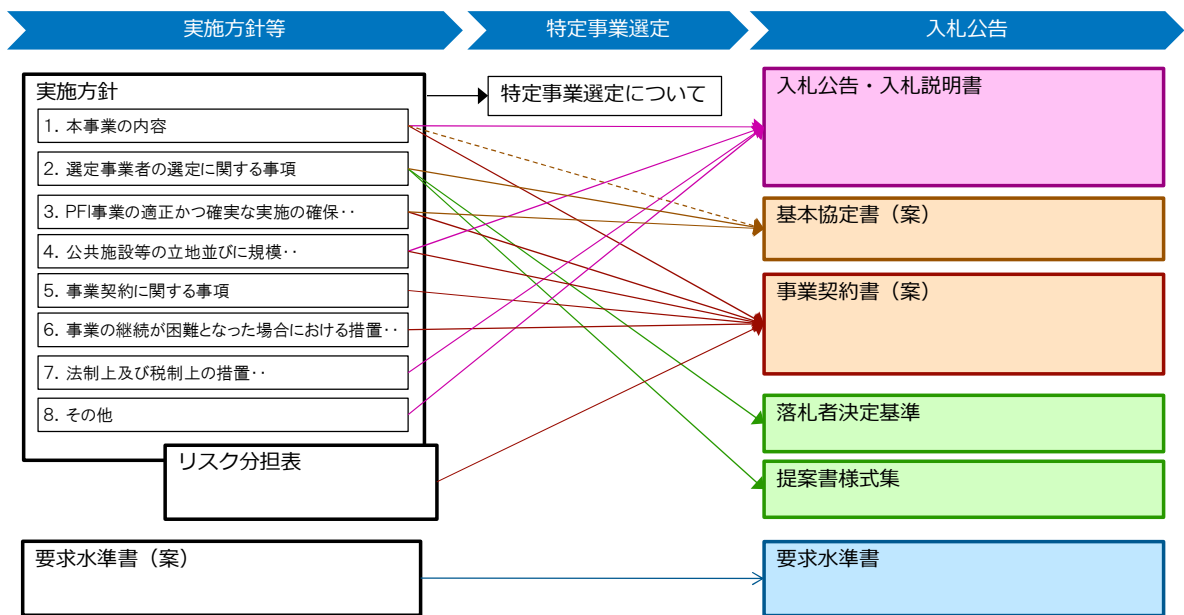 実施方針等
特定事業選定
入札公告
実施方針
1. 本事業の内容
2. 選定事業者の選定に関する事項
3. PFI事業の適正かつ確実な実施の確保‥
4. 公共施設等の立地並びに規模‥
5. 事業契約に関する事項
6. 事業の継続が困難となった場合における措置‥
7. 法制上及び税制上の措置‥
8. その他
リスク分担表
要求水準書（案）
特定事業選定について
入札公告・入札説明書
基本協定書（案）
事業契約書（案）
落札者決定基準
提案書様式集
要求水準書